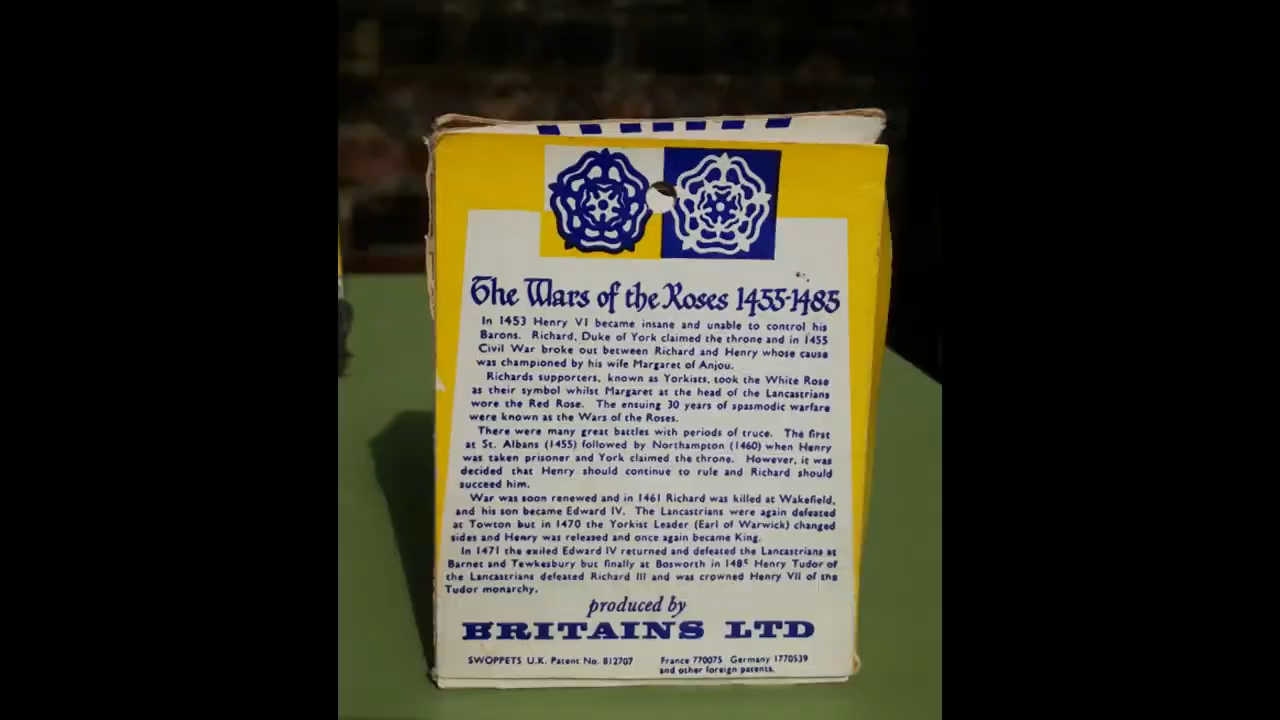 The Wars of the Roses 1455-1485
In 1453 Henry VI became insane and unable to control his
Barons. Richard, Duke of York claimed the throne and in 1455
Civil War broke out between Richard and Henry whose cause
was championed by his wife Margaret of Anjou.
Richards supporters, known as Yorkists, took the White Rose
as their symbol whilst Margaret at the head of the Lancastrians
wore the Red Rose. The ensuing 30 years of spasmodic warfare
were known as the Wars of the Roses.
There were many great battles with periods of truce. The first
at St. Albans (1455) followed by Northampton (1460) when Henry
was taken prisoner and York claimed the throne. However, it was
decided that Henry should continue to rule and Richard should
succeed him.
War was soon renewed and in 1461 Richard was killed at Wakefield,
and his son became Edward IV. The Lancastrians were again defeated
at Towton but in 1470 the Yorkist Leader (Earl of Warwick) changed
sides and Henry was released and once again became King.
In 1471 the exiled Edward IV returned and defeated the Lancastrians at
Barnet and Tewkesbury but finally at Bosworth in 1485 Henry Tudor of
the Lancastrians defeated Richard III and was crowned Henry VII of the
Tudor monarchy.
produced by
BRITAINS LTD
SWOPPETS U.K. Patent No. 812707
France 770075 Germany 1770539
and other foreign patents.